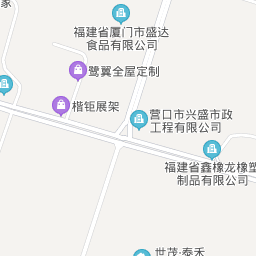 家
福建省厦门市盛达
食品有限公司
鹭翼全屋定制
楷钜展架
营口市兴盛市政
工程有限公司
福建省鑫橡龙橡塑
制品有限公司
世茂·泰禾